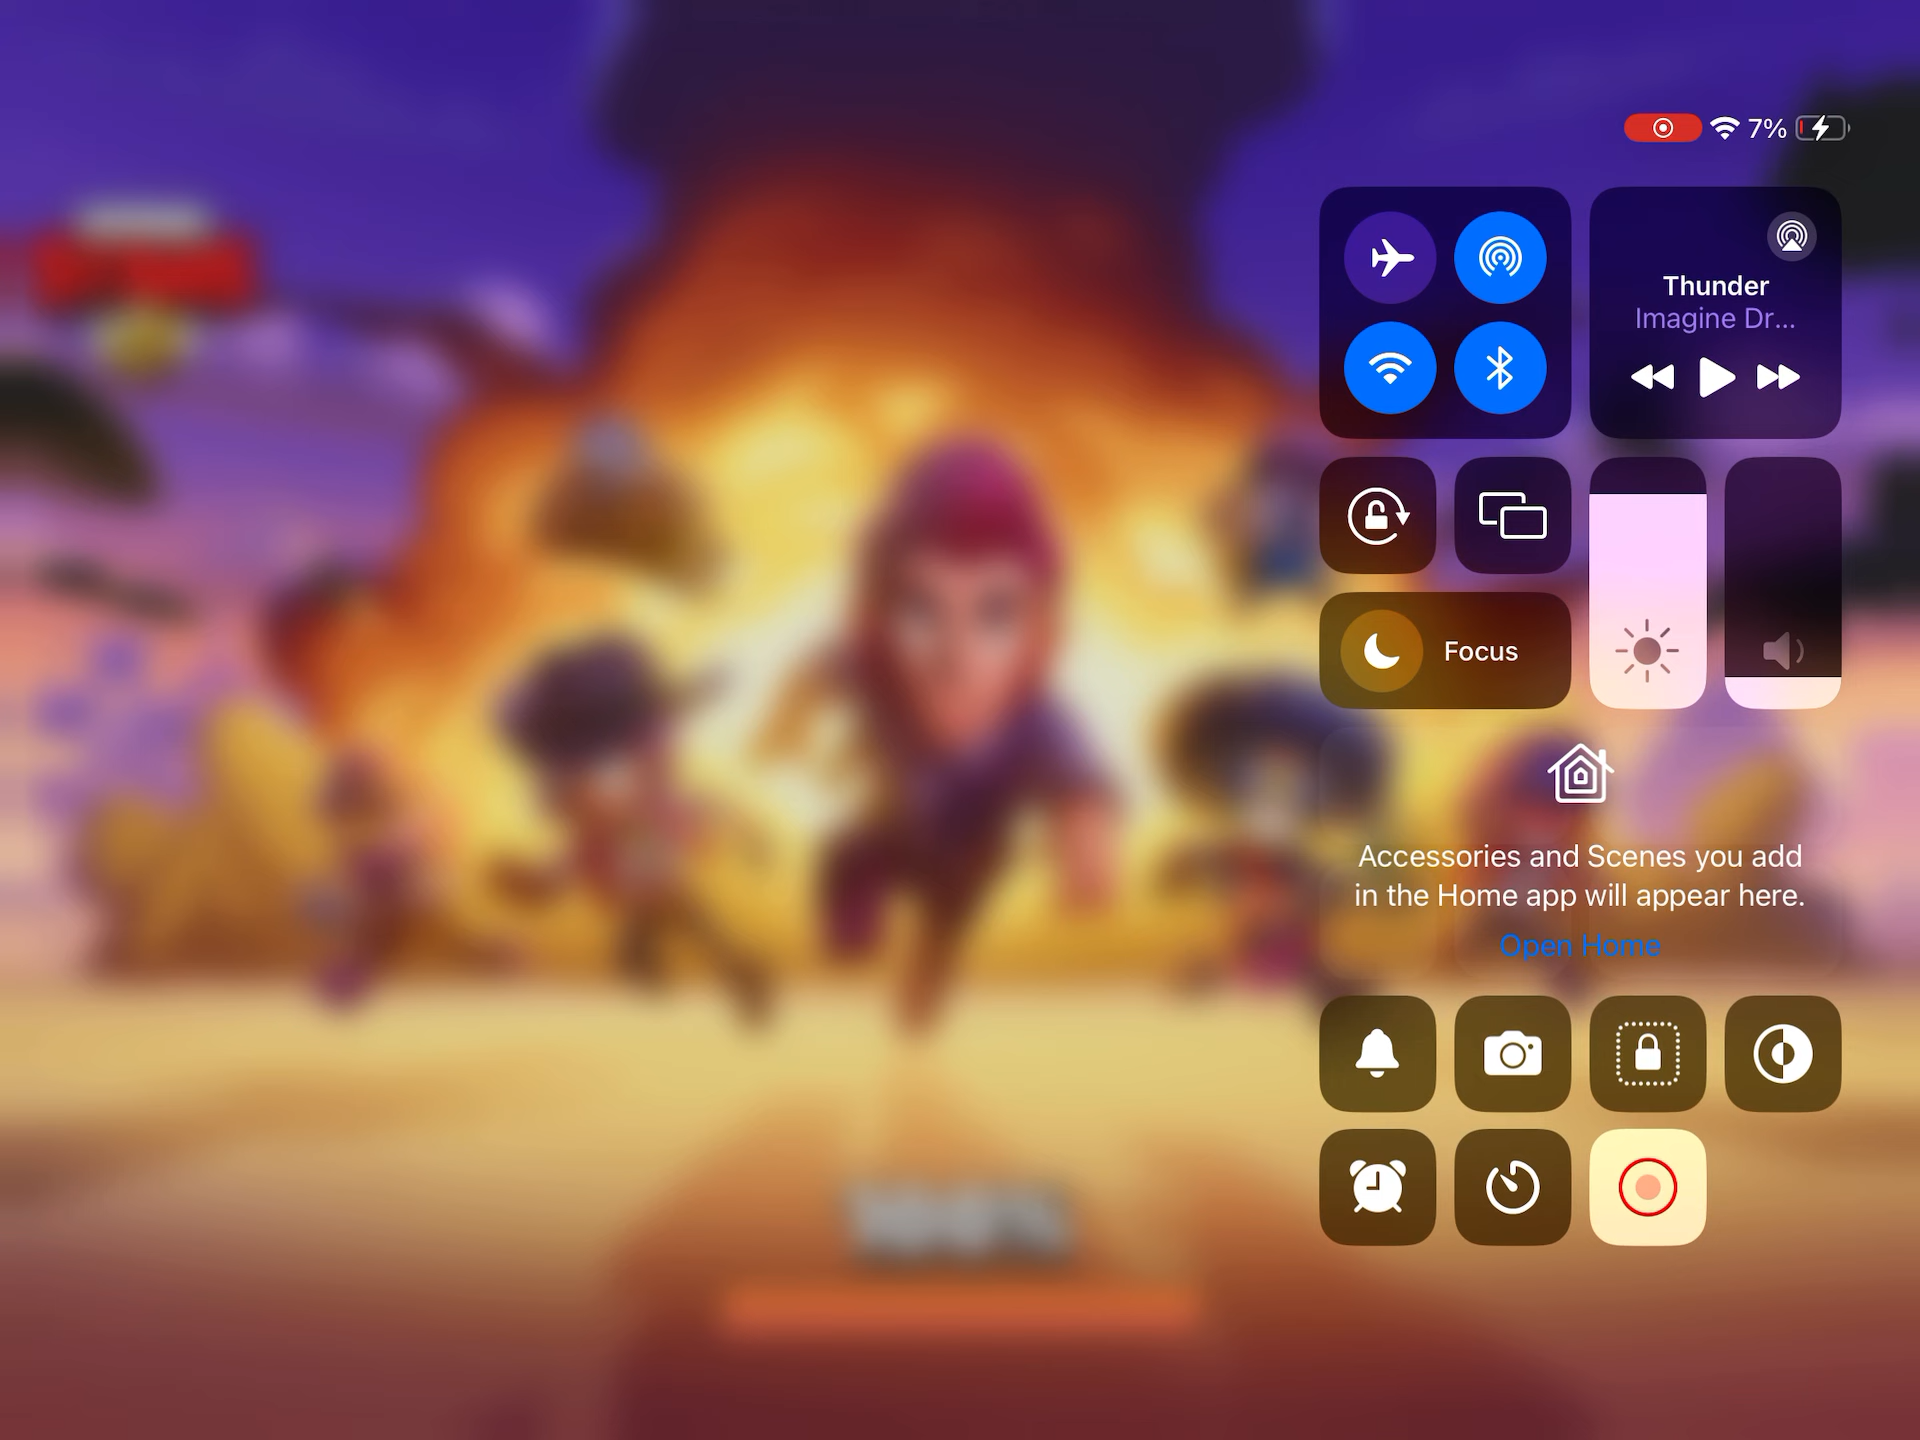 7%
Thunder
Imagine Dr...
Focus
Accessories and Scenes you add
in the Home app will appear here.
Open Home